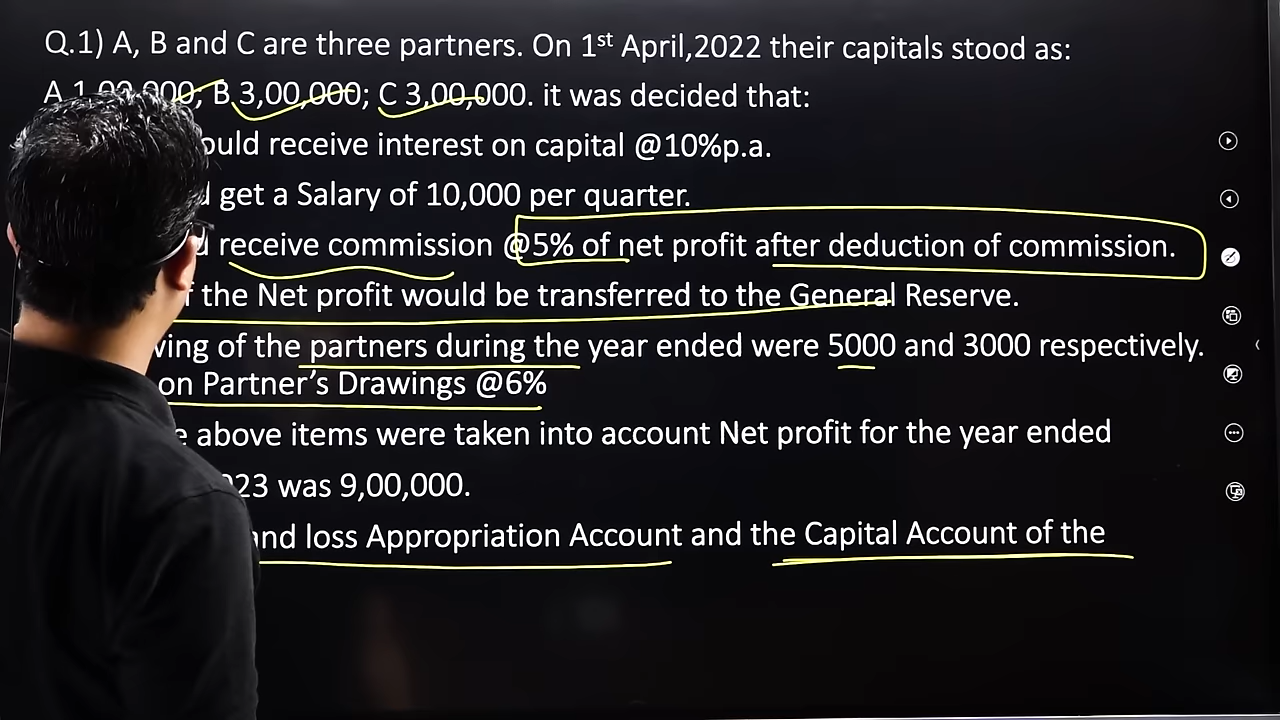 Q.1) A, B and C are three partners. On 1st April,2022 their capitals stood as:
A 1,00,000; B 3,00,000; C 3,00,000. it was decided that:
receive interest on capital @10%p.a.
get a Salary of 10,000 per quarter.
receive commission @5% of net profit after deduction of commission.
the Net profit would be transferred to the General Reserve.
of the partners during the year ended were 5000 and 3000 respectively.
on Partner's Drawings @6%
above items were taken into account Net profit for the year ended
was 9,00,000.
loss Appropriation Account and the Capital Account of the